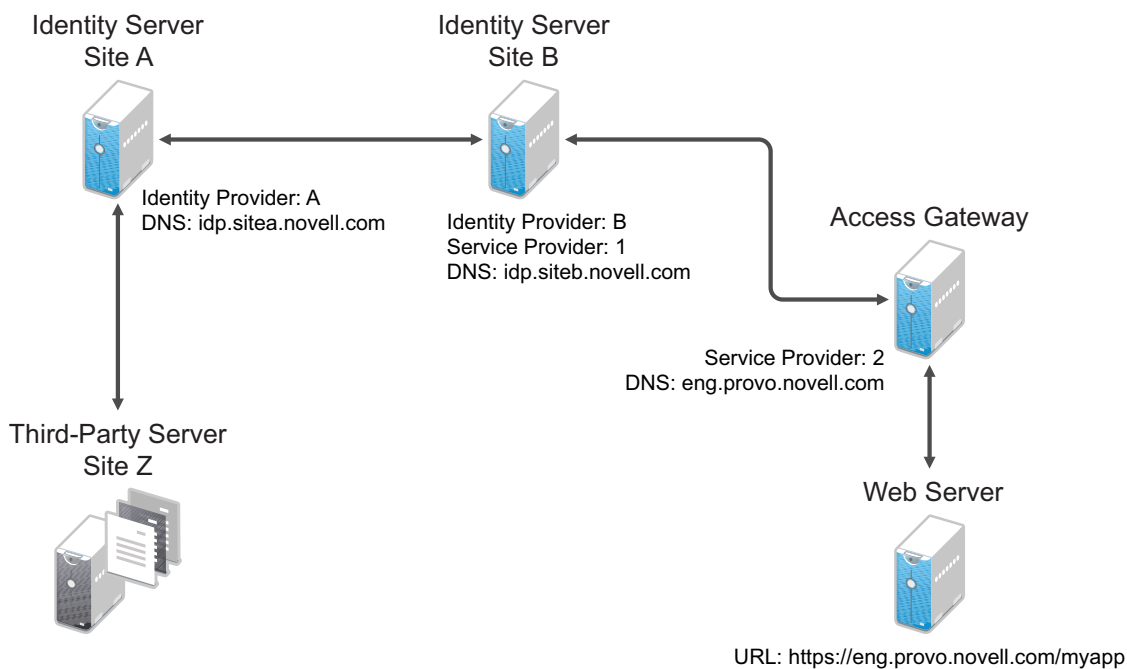 Identity Server
Site A
Identity Server
Site B
Identity Provider: A
DNS: idp.sitea.novell.com
Identity Provider: B
Service Provider: 1
DNS: idp.siteb.novell.com
Access Gateway
Service Provider: 2
DNS: eng.provo.novell.com
Third-Party Server
Site Z
Web Server
URL: https://eng.provo.novell.com/myapp